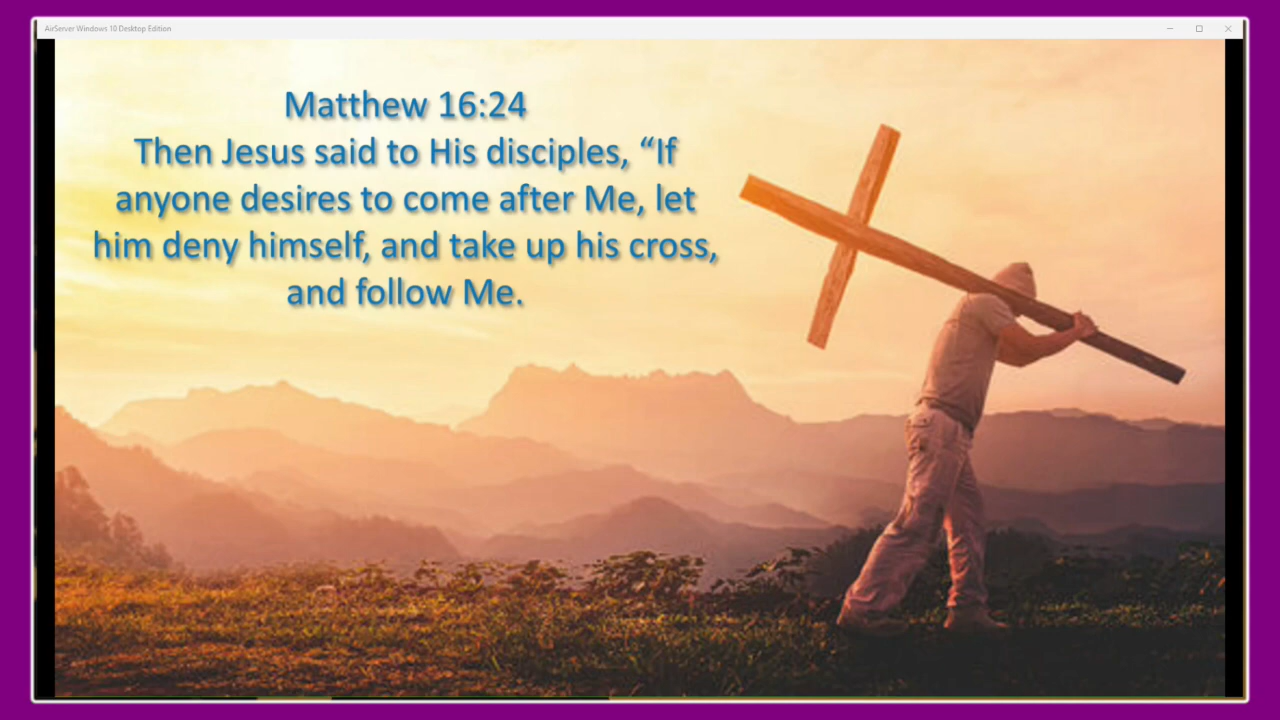 AirServer Windows 10 Desktop Edition
Matthew 16:24
Then Jesus said to His disciples, “If
anyone desires to come after Me, let
him deny himself, and take up his cross,
and follow Me.